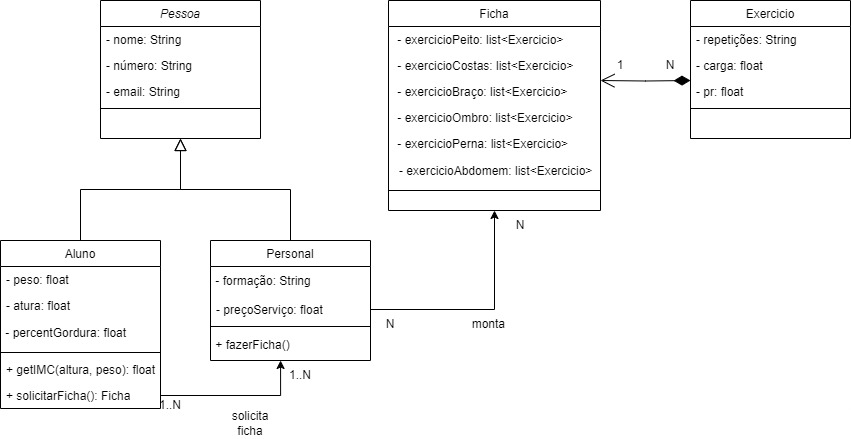 Pessoa
- nome: String
- número: String
- email: String
Ficha
- exercicioPeito: list<Exercicio>
- exercicioCostas: list<Exercicio>
- exercicioBraço: list<Exercicio>
- exercicioOmbro: list<Exercicio>
- exercicioPerna: list<Exercicio>
- exercicioAbdomem: list<Exercicio>
1
N
Exercicio
- repetições: String
- carga: float
- pr: float
Aluno
- peso: float
- atura: float
- percentGordura: float
+ getIMC(altura, peso): float
+ solicitarFicha(): Ficha
Personal
- formação: String
- preçoServiço: float
+ fazerFicha()
N
N
monta
1..N
1..N
solicita
ficha